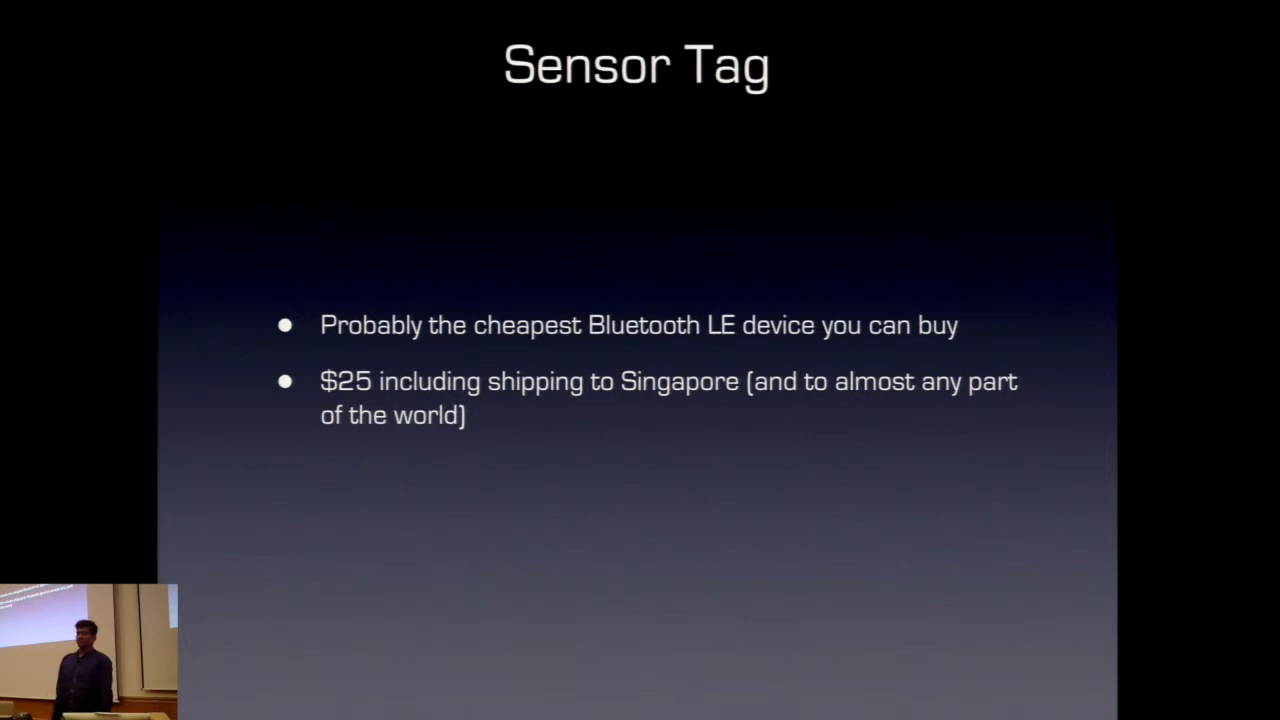 Sensor Tag
● Probably the cheapest Bluetooth LE device you can buy
● $25 including shipping to Singapore (and to almost any part
of the world)